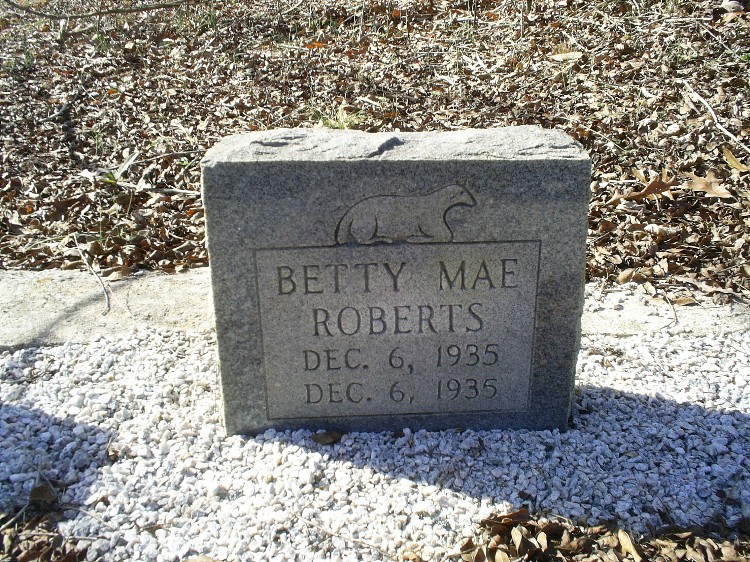 BETTY MAE
ROBERTS
DEC. 6, 1935
DEC. 6, 1935